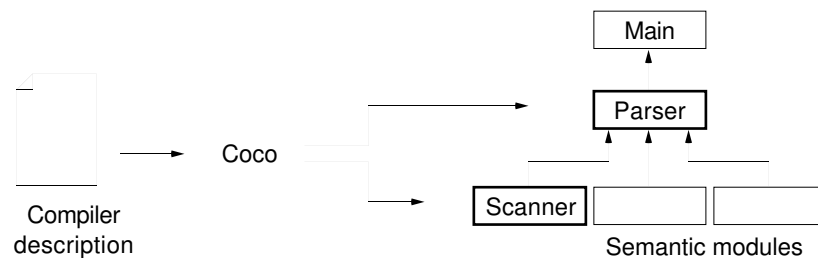 Main
Parser
Coco
Scanner
Compiler
description
Semantic modules